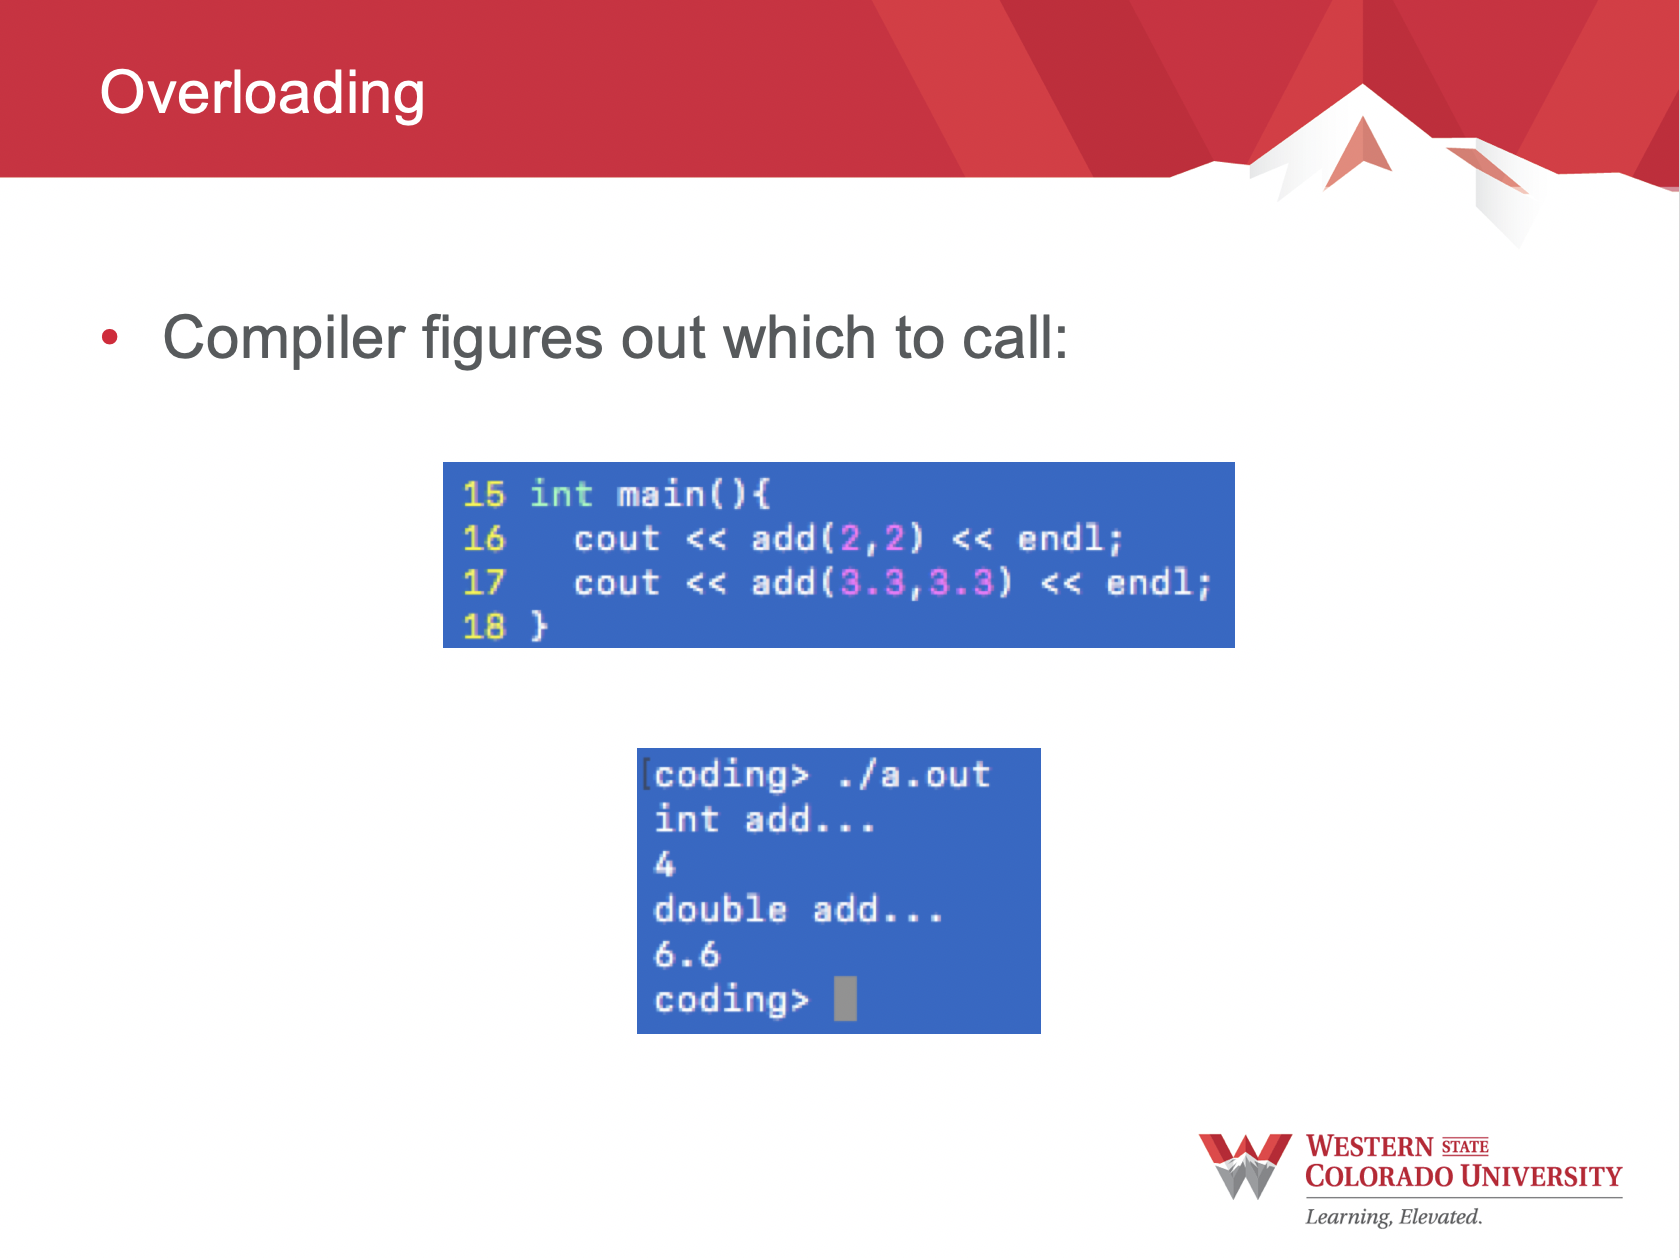 Overloading
• Compiler figures out which to call:
15 int main(){
16   cout << add(2,2) << endl;
17   cout << add(3.3,3.3) << endl;
18 }
[coding> ./a.out
int add...
4
double add...
6.6
coding>
WESTERN STATE
COLORADO UNIVERSITY
Learning, Elevated.